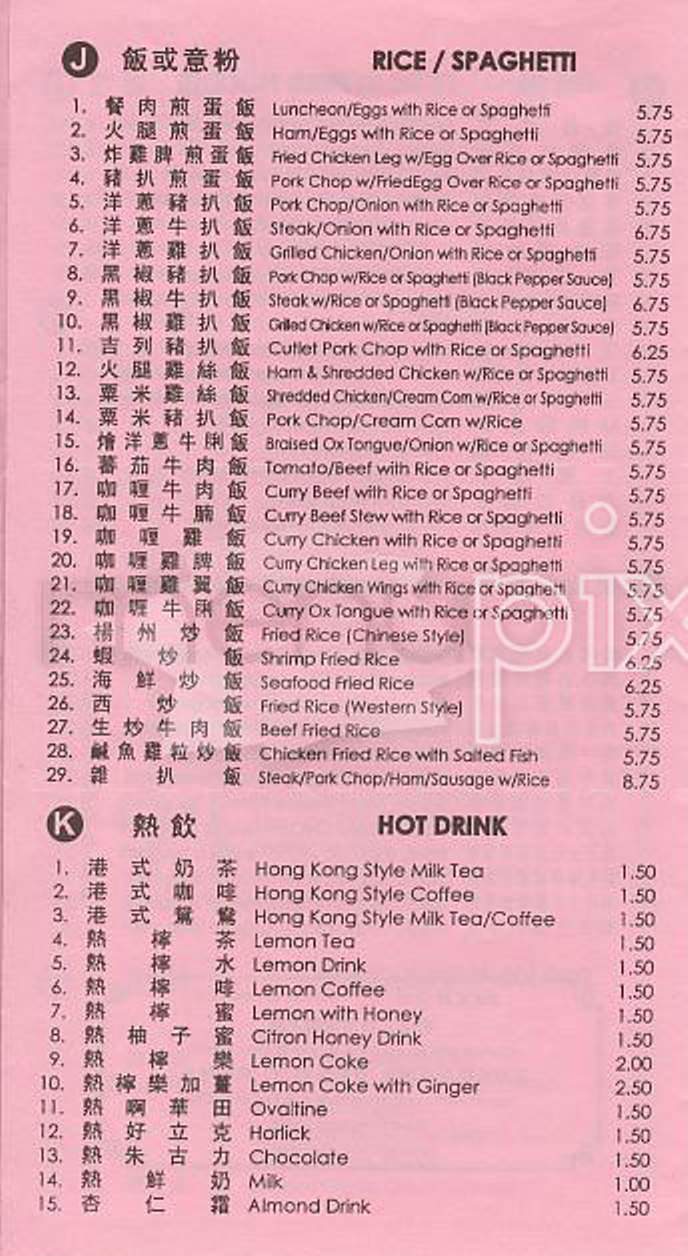 J 飯或意粉 RICE / SPAGHETTI
1. 餐肉煎蛋飯 Luncheon/Eggs with Rice or Spaghetti 5.75
2. 火腿煎蛋飯 Ham/Eggs with Rice or Spaghetti 5.75
3. 炸雞脾煎蛋飯 Fried Chicken Leg w/Egg Over Rice or Spaghetti 5.75
4. 豬扒煎蛋飯 Pork Chop w/FriedEgg Over Rice or Spaghetti 5.75
5. 洋蔥豬扒飯 Pork Chop/Onion with Rice or Spaghetti 5.75
6. 洋蔥牛扒飯 Steak/Onion with Rice or Spaghetti 6.75
7. 洋蔥雞扒飯 Grilled Chicken/Onion with Rice or Spaghetti 5.75
8. 黑椒豬扒飯 Pork Chop w/Rice or Spaghetti (Black Pepper Sauce) 5.75
9. 黑椒牛扒飯 Steak w/Rice or Spaghetti (Black Pepper Sauce) 6.75
10. 黑椒雞扒飯 Grilled Chicken w/Rice or Spaghetti (Black Pepper Sauce) 5.75
11. 吉列豬扒飯 Cutlet Pork Chop with Rice or Spaghetti 6.25
12. 火腿雞絲飯 Ham & Shredded Chicken w/Rice or Spaghetti 5.75
13. 粟米雞絲飯 Shredded Chicken/Cream Corn w/Rice or Spaghetti 5.75
14. 粟米豬扒飯 Pork Chop/Cream Corn w/Rice 5.75
15. 燴洋蔥牛脷飯 Braised Ox Tongue/Onion w/Rice or Spaghetti 5.75
16. 蕃茄牛肉飯 Tomato/Beef with Rice or Spaghetti 5.75
17. 咖喱牛肉飯 Curry Beef with Rice or Spaghetti 5.75
18. 咖喱牛腩飯 Curry Beef Stew with Rice or Spaghetti 5.75
19. 咖喱雞飯 Curry Chicken with Rice or Spaghetti 5.75
20. 咖喱雞脾飯 Curry Chicken Leg with Rice or Spaghetti 5.75
21. 咖喱雞翼飯 Curry Chicken Wings with Rice or Spaghetti 5.75
22. 咖喱牛脷飯 Curry Ox Tongue with Rice or Spaghetti 5.75
23. 楊州炒飯 Fried Rice (Chinese Style) 5.75
24. 蝦炒飯 Shrimp Fried Rice 6.25
25. 海鮮炒飯 Seafood Fried Rice 6.25
26. 西炒飯 Fried Rice (Western Style) 5.75
27. 生炒牛肉飯 Beef Fried Rice 5.75
28. 鹹魚雞粒炒飯 Chicken Fried Rice with Salted Fish 5.75
29. 雜扒飯 Steak/Pork Chop/Ham/Sausage w/Rice 8.75
K 熱飲 HOT DRINK
1. 港式奶茶 Hong Kong Style Milk Tea 1.50
2. 港式咖啡 Hong Kong Style Coffee 1.50
3. 港式鴛鴦 Hong Kong Style Milk Tea/Coffee 1.50
4. 熱檸茶 Lemon Tea 1.50
5. 熱檸水 Lemon Drink 1.50
6. 熱檸啡 Lemon Coffee 1.50
7. 熱檸蜜 Lemon with Honey 1.50
8. 熱柚子蜜 Citron Honey Drink 1.50
9. 熱檸樂 Lemon Coke 2.00
10. 熱檸樂加薑 Lemon Coke with Ginger 2.50
11. 熱啊華田 Ovaltine 1.50
12. 熱好立克 Horlick 1.50
13. 熱朱古力 Chocolate 1.50
14. 熱鮮奶 Milk 1.00
15. 杏仁霜 Almond Drink 1.50